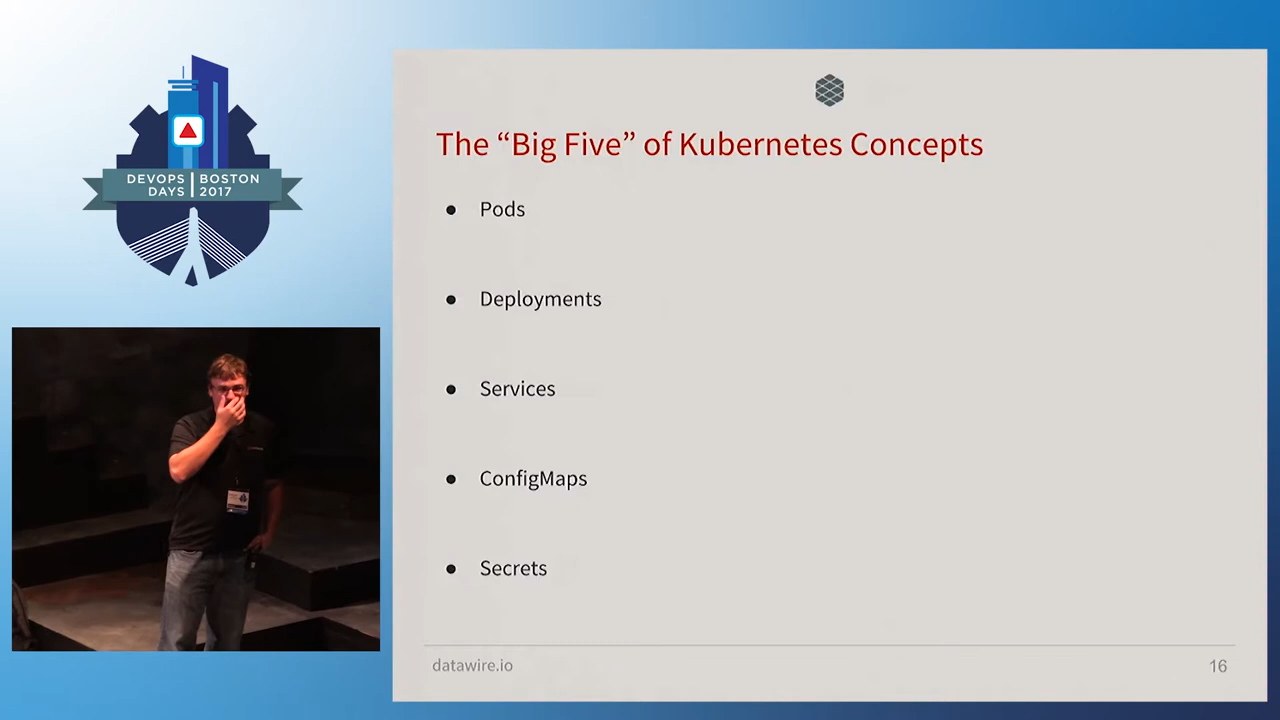 DEVOPS DAYS
BOSTON 2017
The “Big Five” of Kubernetes Concepts
● Pods
● Deployments
● Services
● ConfigMaps
● Secrets
datawire.io
16